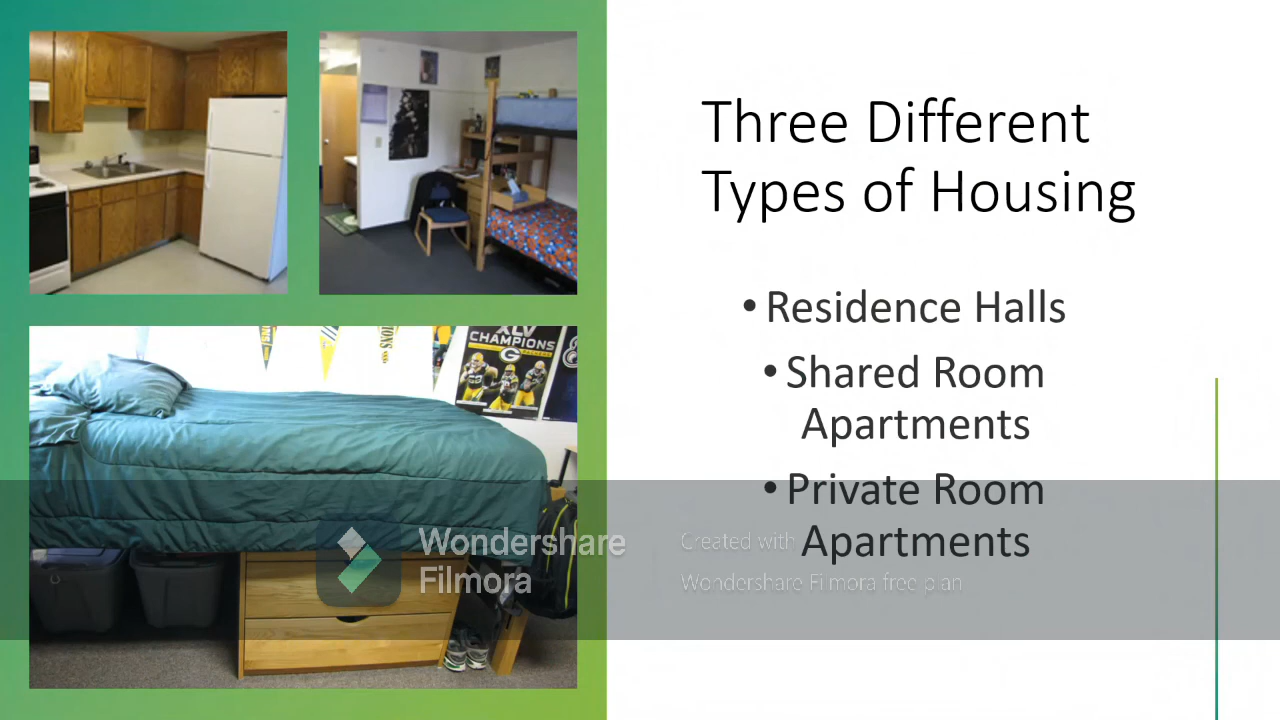 Three Different
Types of Housing
• Residence Halls
• Shared Room
Apartments
• Private Room
Apartments
XLV
CHAMPIONS
G
PACKERS
Wondershare
Filmora
Created with
Wondershare Filmora free plan